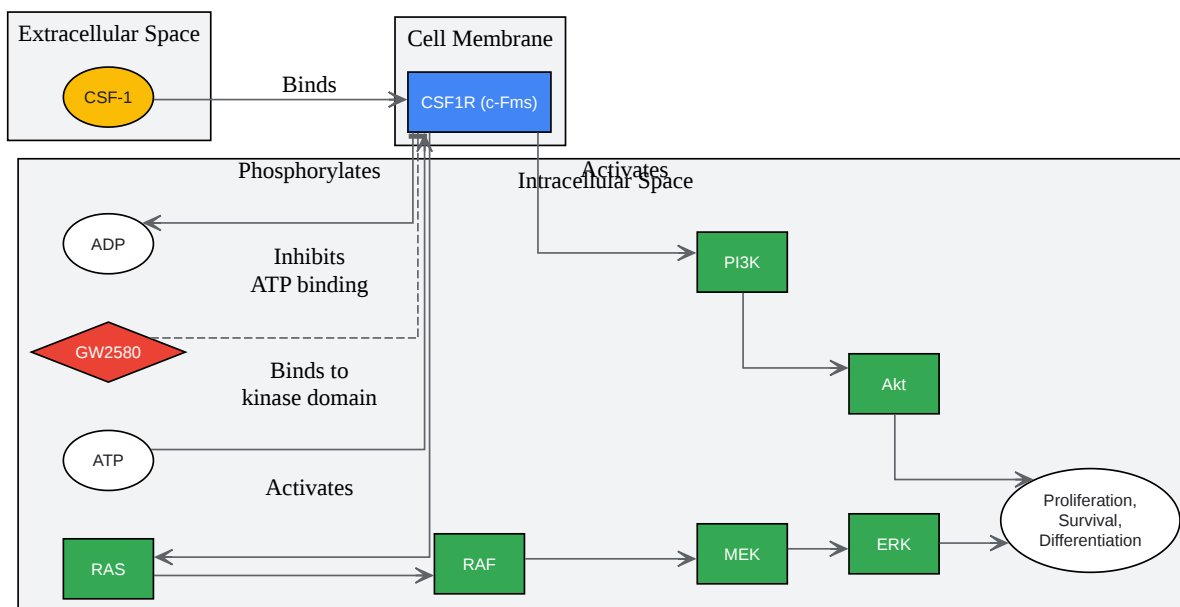 Extracellular Space
Cell Membrane
CSF-1
Binds
CSF1R (c-Fms)
Phosphorylates
Activates
Intracellular Space
ADP
Inhibits
ATP binding
PI3K
GW2580
Binds to
kinase domain
Akt
ATP
Activates
Proliferation,
Survival,
Differentiation
RAS
RAF
MEK
ERK